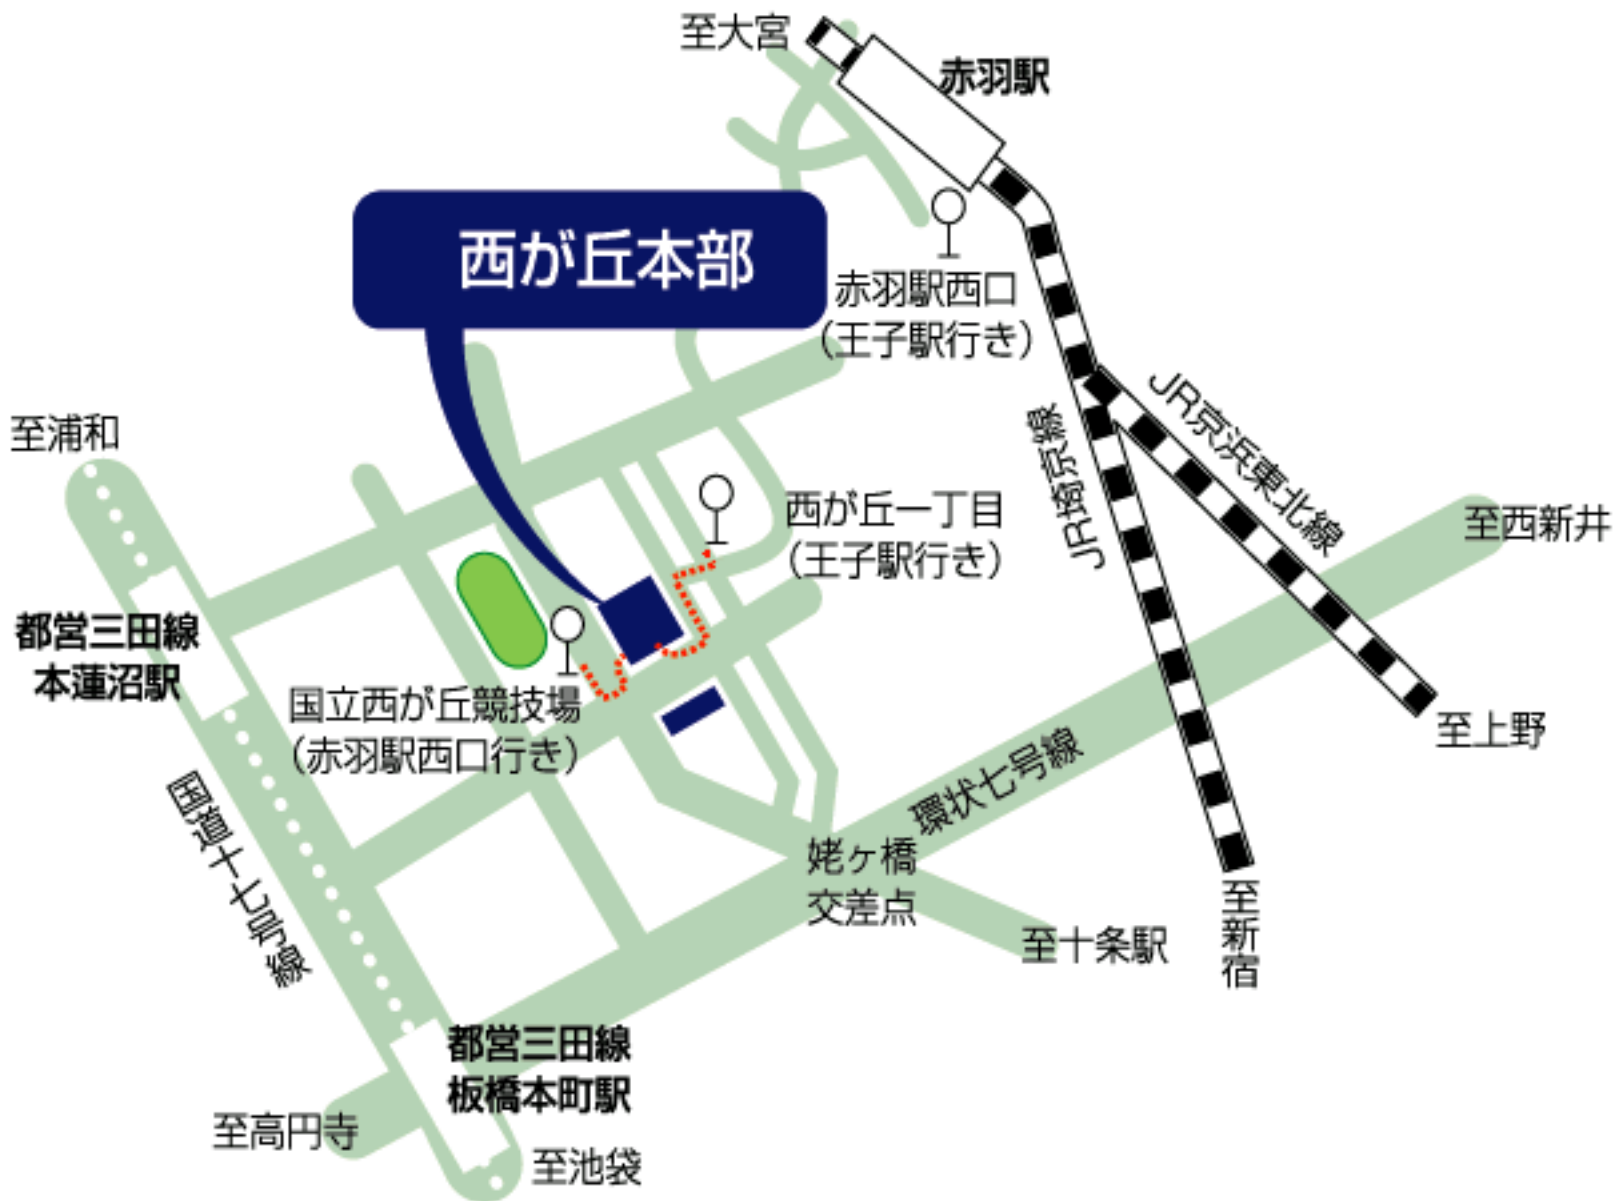 至大宮
赤羽駅
西が丘本部
赤羽駅西口
（王子駅行き）
JR京浜東北線
JR埼京線
至浦和
西が丘一丁目
（王子駅行き）
至西新井
都営三田線
本蓮沼駅
国立西が丘競技場
（赤羽駅西口行き）
至上野
環状七号線
国道十七号線
姥ヶ橋
交差点
至十条駅
至新宿
都営三田線
板橋本町駅
至高円寺
至池袋